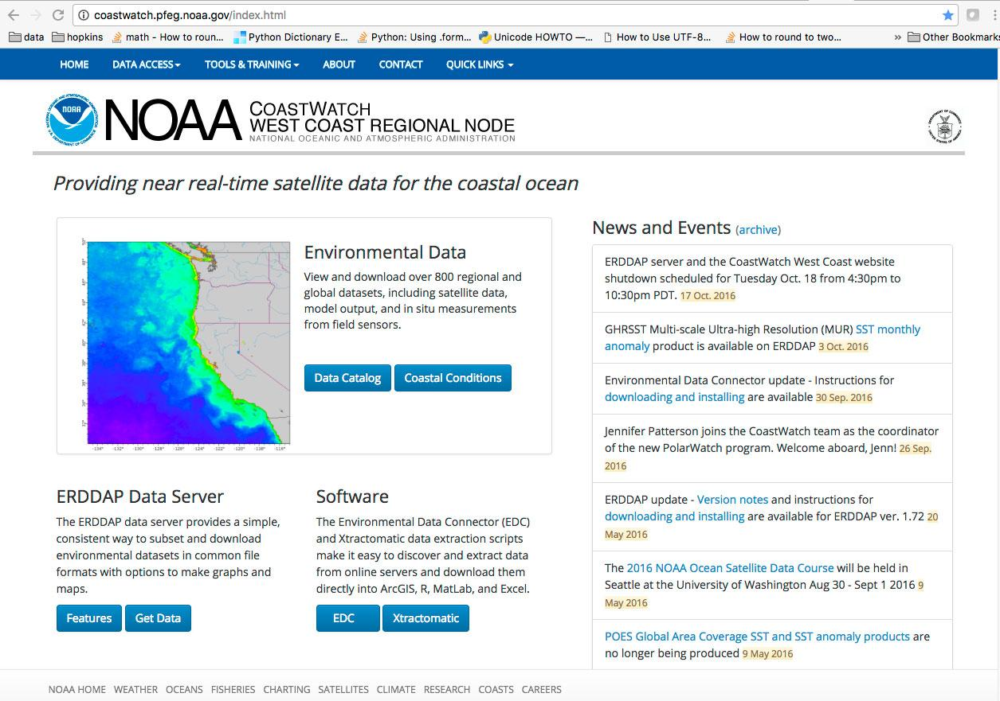 coastwatch.pfeg.noaa.gov/index.html
data hopkins math - How to roun... Python Dictionary E... Python: Using .form... Unicode HOWTO —... How to Use UTF-8... How to round to two... » Other Bookmarks
HOME DATA ACCESS TOOLS & TRAINING ABOUT CONTACT QUICK LINKS
NOAA
COASTWATCH
WEST COAST REGIONAL NODE
NATIONAL OCEANIC AND ATMOSPHERIC ADMINISTRATION
Providing near real-time satellite data for the coastal ocean
Environmental Data
View and download over 800 regional and
global datasets, including satellite data,
model output, and in situ measurements
from field sensors.
Data Catalog Coastal Conditions
ERDDAP Data Server
The ERDDAP data server provides a simple,
consistent way to subset and download
environmental datasets in common file
formats with options to make graphs and
maps.
Features Get Data
Software
The Environmental Data Connector (EDC)
and Xtractomatic data extraction scripts
make it easy to discover and extract data
from online servers and download them
directly into ArcGIS, R, MatLab, and Excel.
EDC Xtractomatic
News and Events (archive)
ERDDAP server and the CoastWatch West Coast website
shutdown scheduled for Tuesday Oct. 18 from 4:30pm to
10:30pm PDT. 17 Oct. 2016
GHRSST Multi-scale Ultra-high Resolution (MUR) SST monthly
anomaly product is available on ERDDAP 3 Oct. 2016
Environmental Data Connector update - Instructions for
downloading and installing are available 30 Sep. 2016
Jennifer Patterson joins the CoastWatch team as the coordinator
of the new PolarWatch program. Welcome aboard, Jenn! 26 Sep.
2016
ERDDAP update - Version notes and instructions for
downloading and installing are available for ERDDAP ver. 1.72 20
May 2016
The 2016 NOAA Ocean Satellite Data Course will be held in
Seattle at the University of Washington Aug 30 - Sept 1 2016 9
May 2016
POES Global Area Coverage SST and SST anomaly products are
no longer being produced 9 May 2016
NOAA HOME WEATHER OCEANS FISHERIES CHARTING SATELLITES CLIMATE RESEARCH COASTS CAREERS